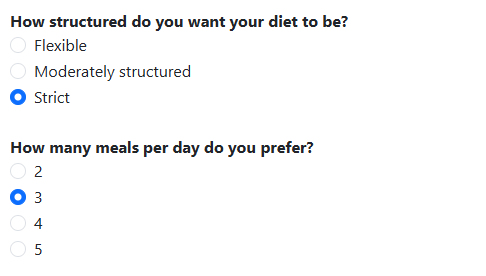 How structured do you want your diet to be?
Flexible
Moderately structured
Strict
How many meals per day do you prefer?
2
3
4
5